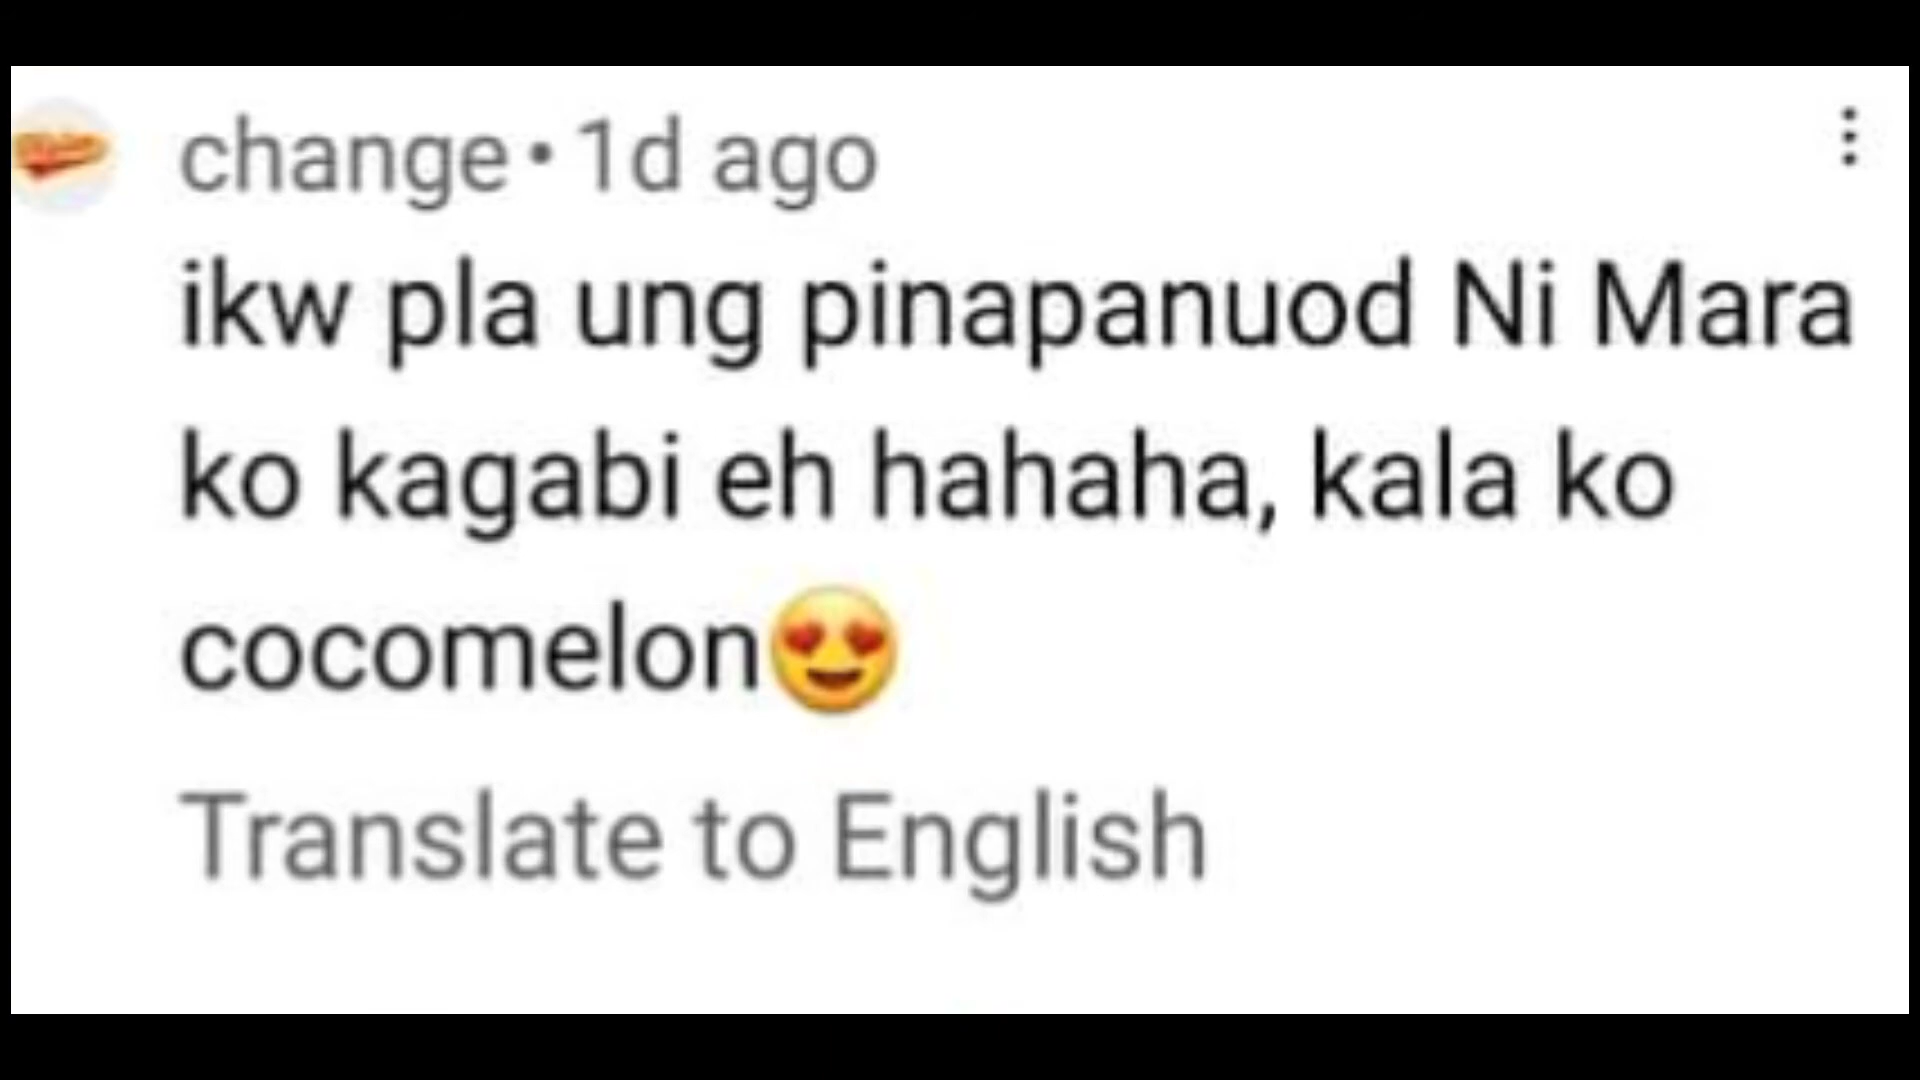 change • 1d ago
ikw pla ung pinapanuod Ni Mara
ko kagabi eh hahaha, kala ko
cocomelon😍
Translate to English